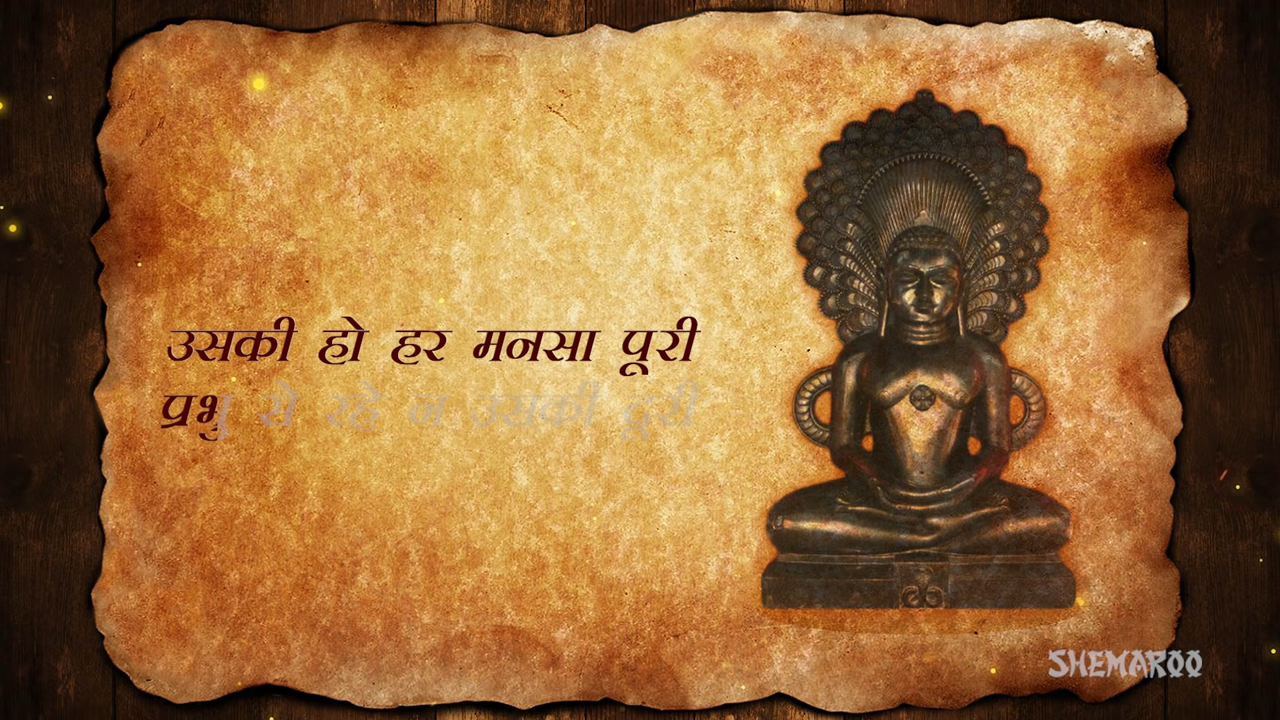 उसकी हो हर मनसा पूरी
प्रभु से रहे न उसकी दूरी
SHEMAROO